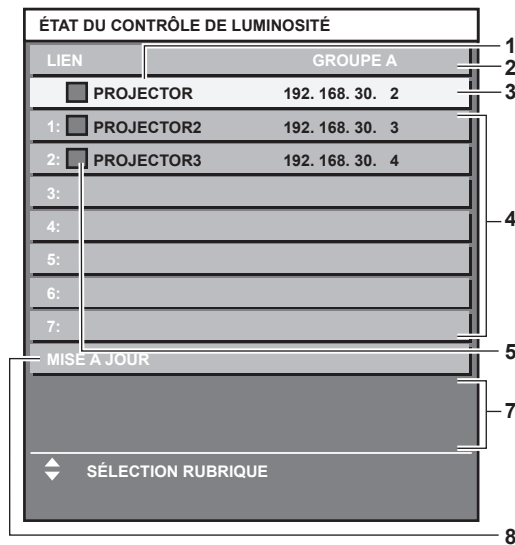 ÉTAT DU CONTRÔLE DE LUMINOSITÉ
LIEN GROUPE A
PROJECTOR 192. 168. 30. 2
1: PROJECTOR2 192. 168. 30. 3
2: PROJECTOR3 192. 168. 30. 4
3:
4:
5:
6:
7:
MISE A JOUR
SÉLECTION RUBRIQUE
1
2
3
4
5
7
8